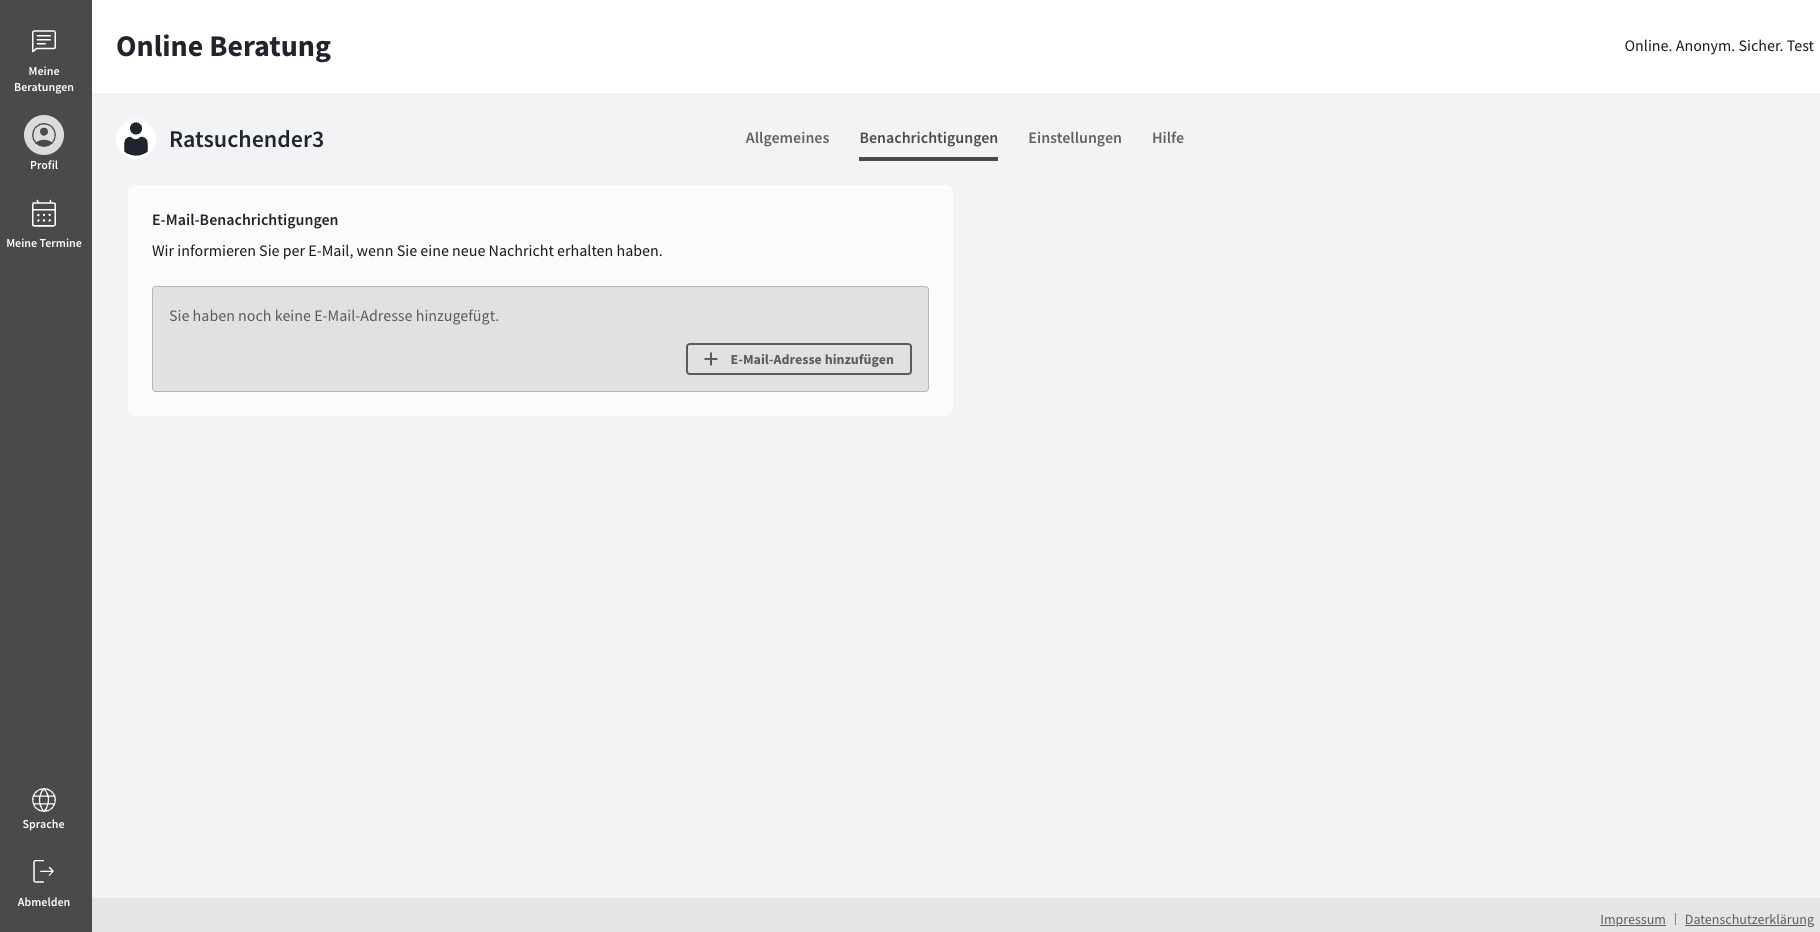 Meine
Beratungen
Profil
Meine Termine
Sprache
Abmelden
Online Beratung
Online. Anonym. Sicher. Test
Ratsuchender3
Allgemeines Benachrichtigungen Einstellungen Hilfe
E-Mail-Benachrichtigungen
Wir informieren Sie per E-Mail, wenn Sie eine neue Nachricht erhalten haben.
Sie haben noch keine E-Mail-Adresse hinzugefügt.
E-Mail-Adresse hinzufügen
Impressum | Datenschutzerklärung